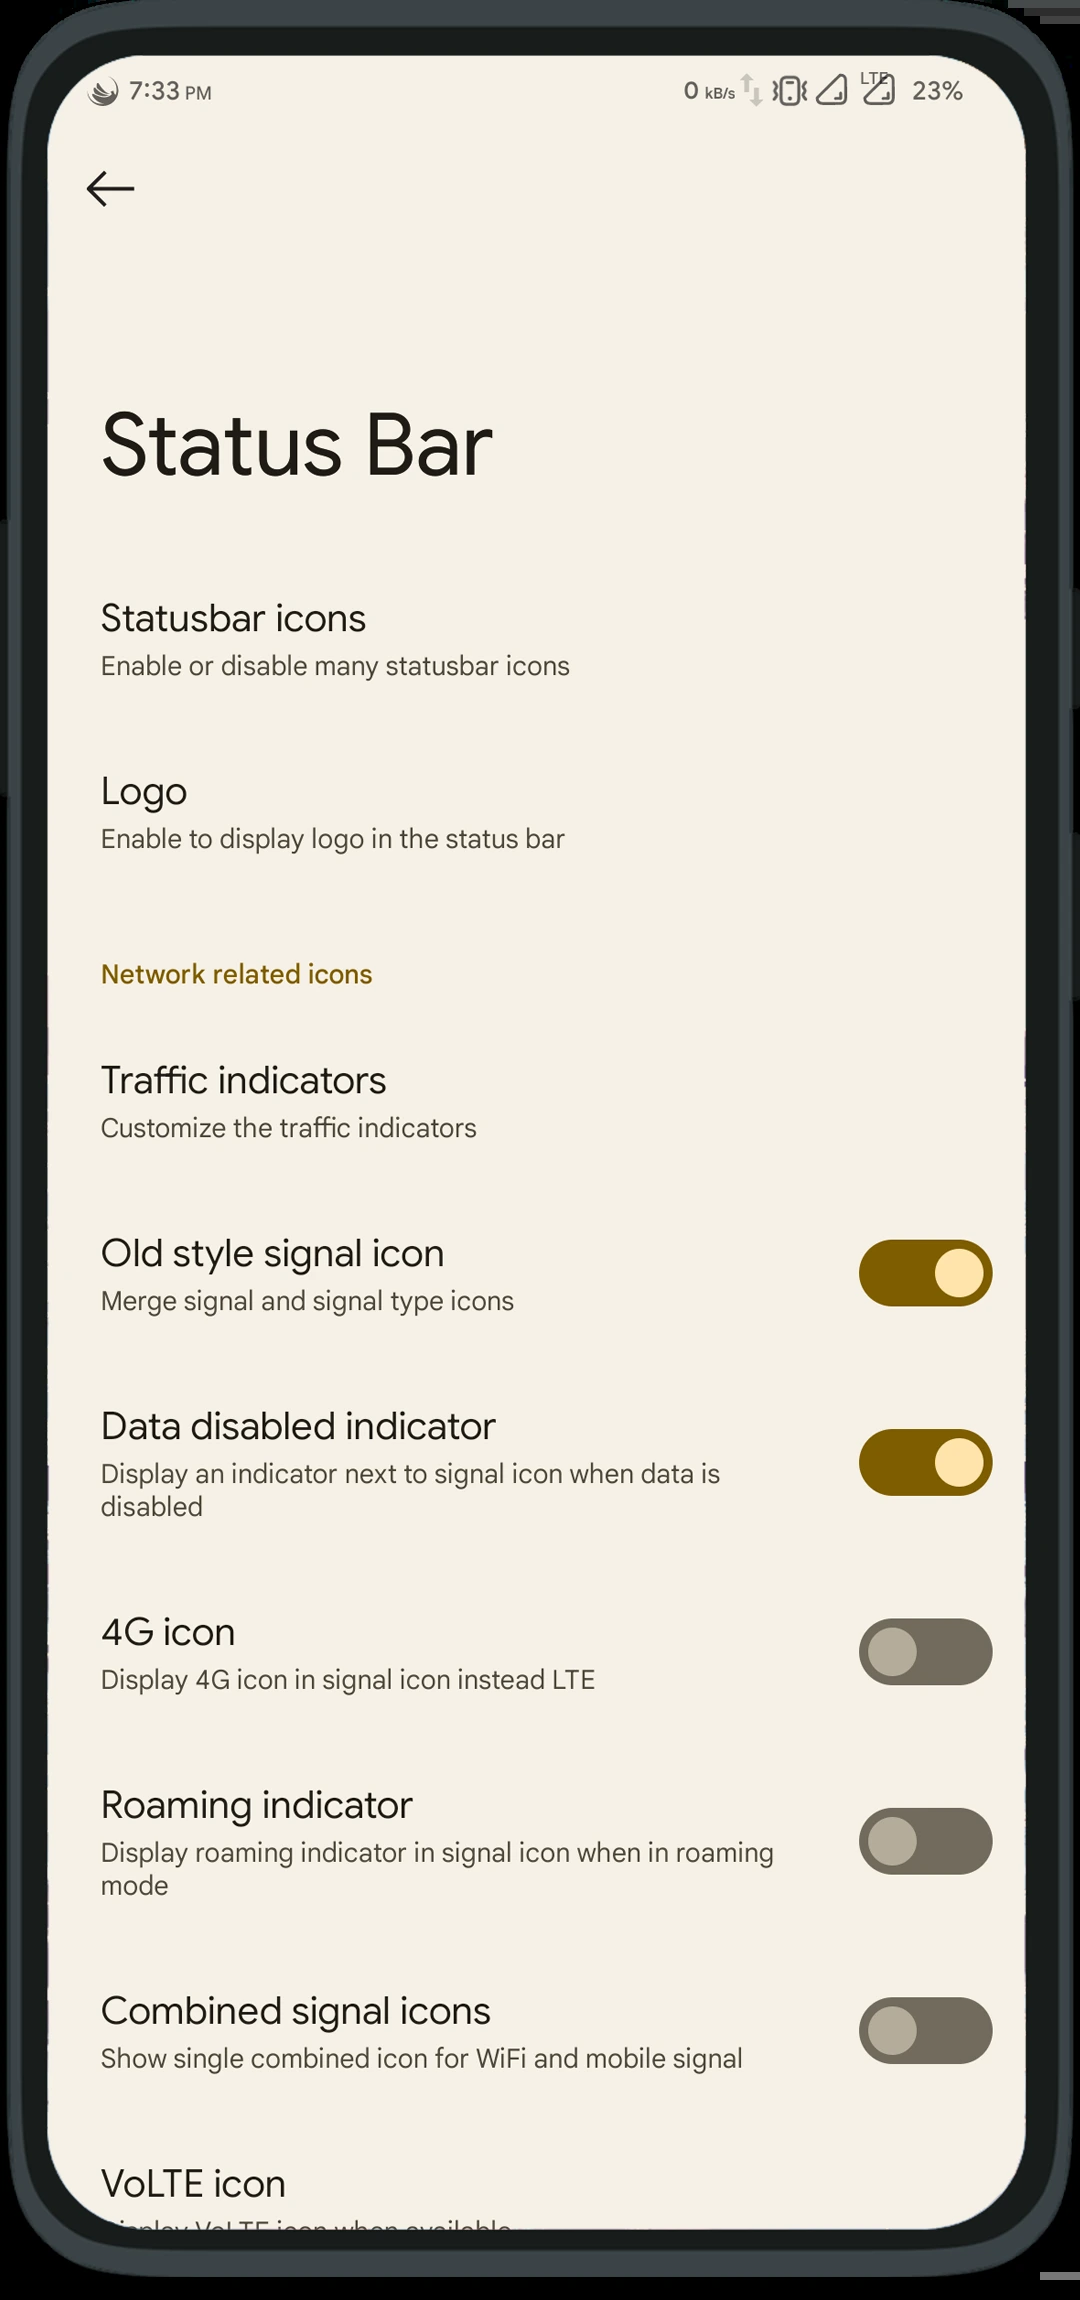 7:33 PM
0 kB/s LTE 23%
Status Bar
Statusbar icons
Enable or disable many statusbar icons
Logo
Enable to display logo in the status bar
Network related icons
Traffic indicators
Customize the traffic indicators
Old style signal icon
Merge signal and signal type icons
Data disabled indicator
Display an indicator next to signal icon when data is
disabled
4G icon
Display 4G icon in signal icon instead LTE
Roaming indicator
Display roaming indicator in signal icon when in roaming
mode
Combined signal icons
Show single combined icon for WiFi and mobile signal
VoLTE icon
Display VoLTE icon when available